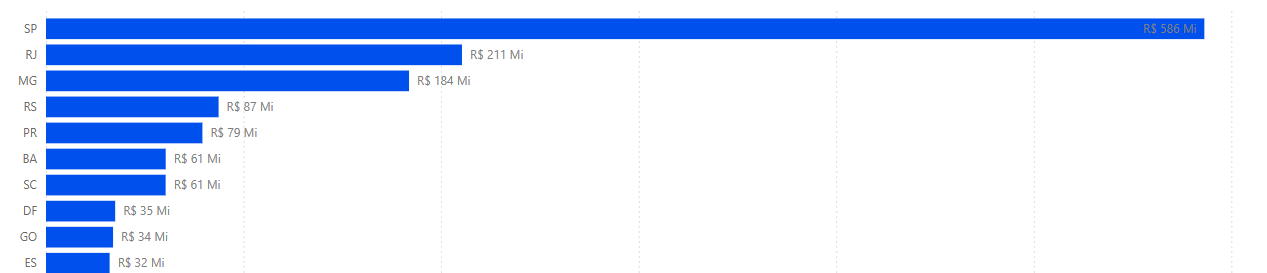 SP R$ 586 Mi
RJ R$ 211 Mi
MG R$ 184 Mi
RS R$ 87 Mi
PR R$ 79 Mi
BA R$ 61 Mi
SC R$ 61 Mi
DF R$ 35 Mi
GO R$ 34 Mi
ES R$ 32 Mi